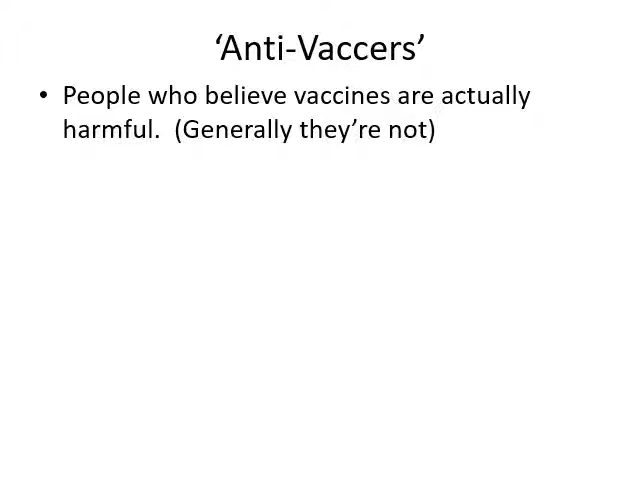 ‘Anti-Vaccers’
• People who believe vaccines are actually
harmful.  (Generally they’re not)